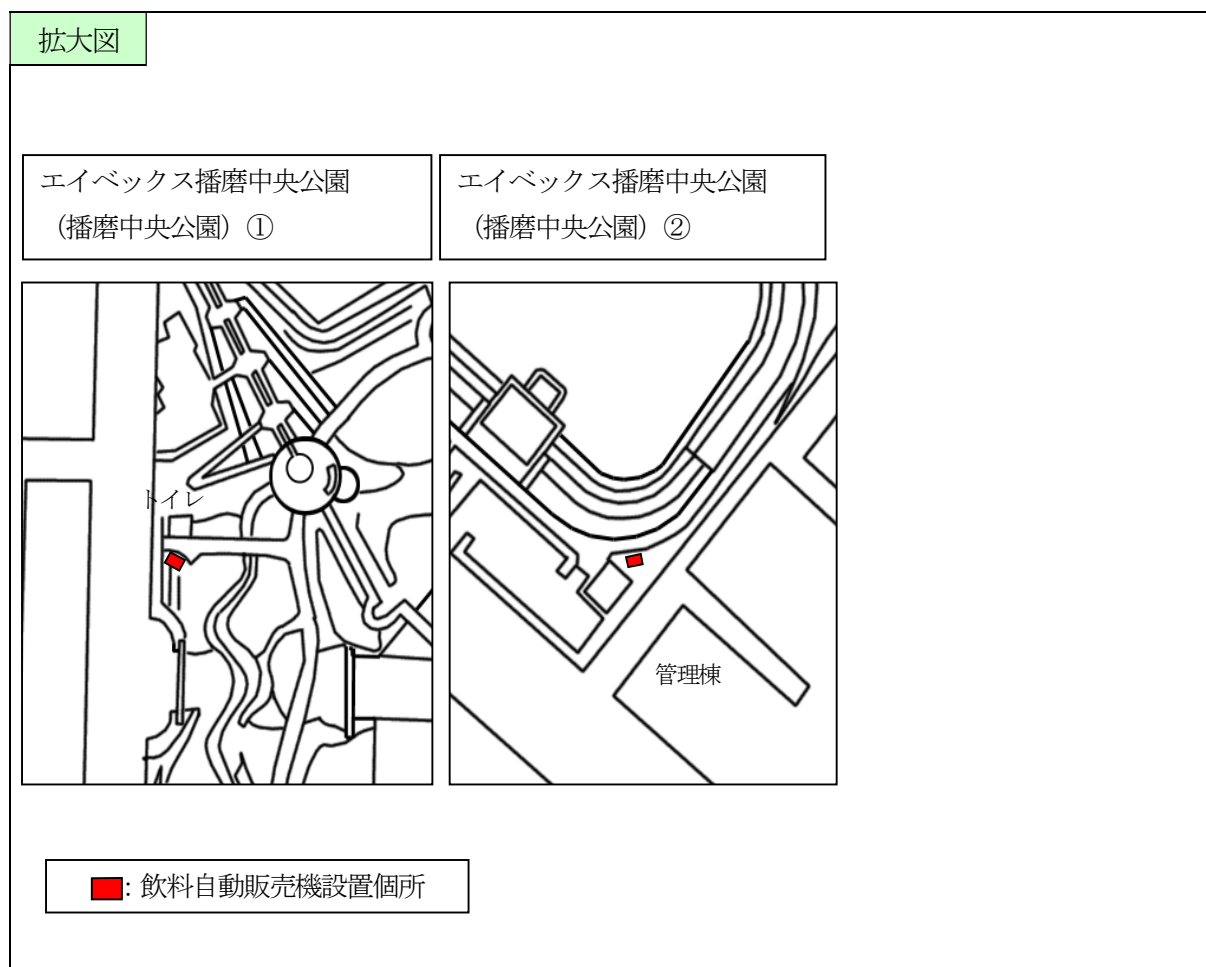 拡大図
エイベックス播磨中央公園
（播磨中央公園）①
エイベックス播磨中央公園
（播磨中央公園）②
トイレ
管理棟
：飲料自動販売機設置個所